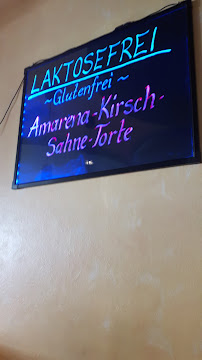 LAKTOSEFREI
~Glutenfrei~
Amarena-Kirsch-
Sahne-Torte